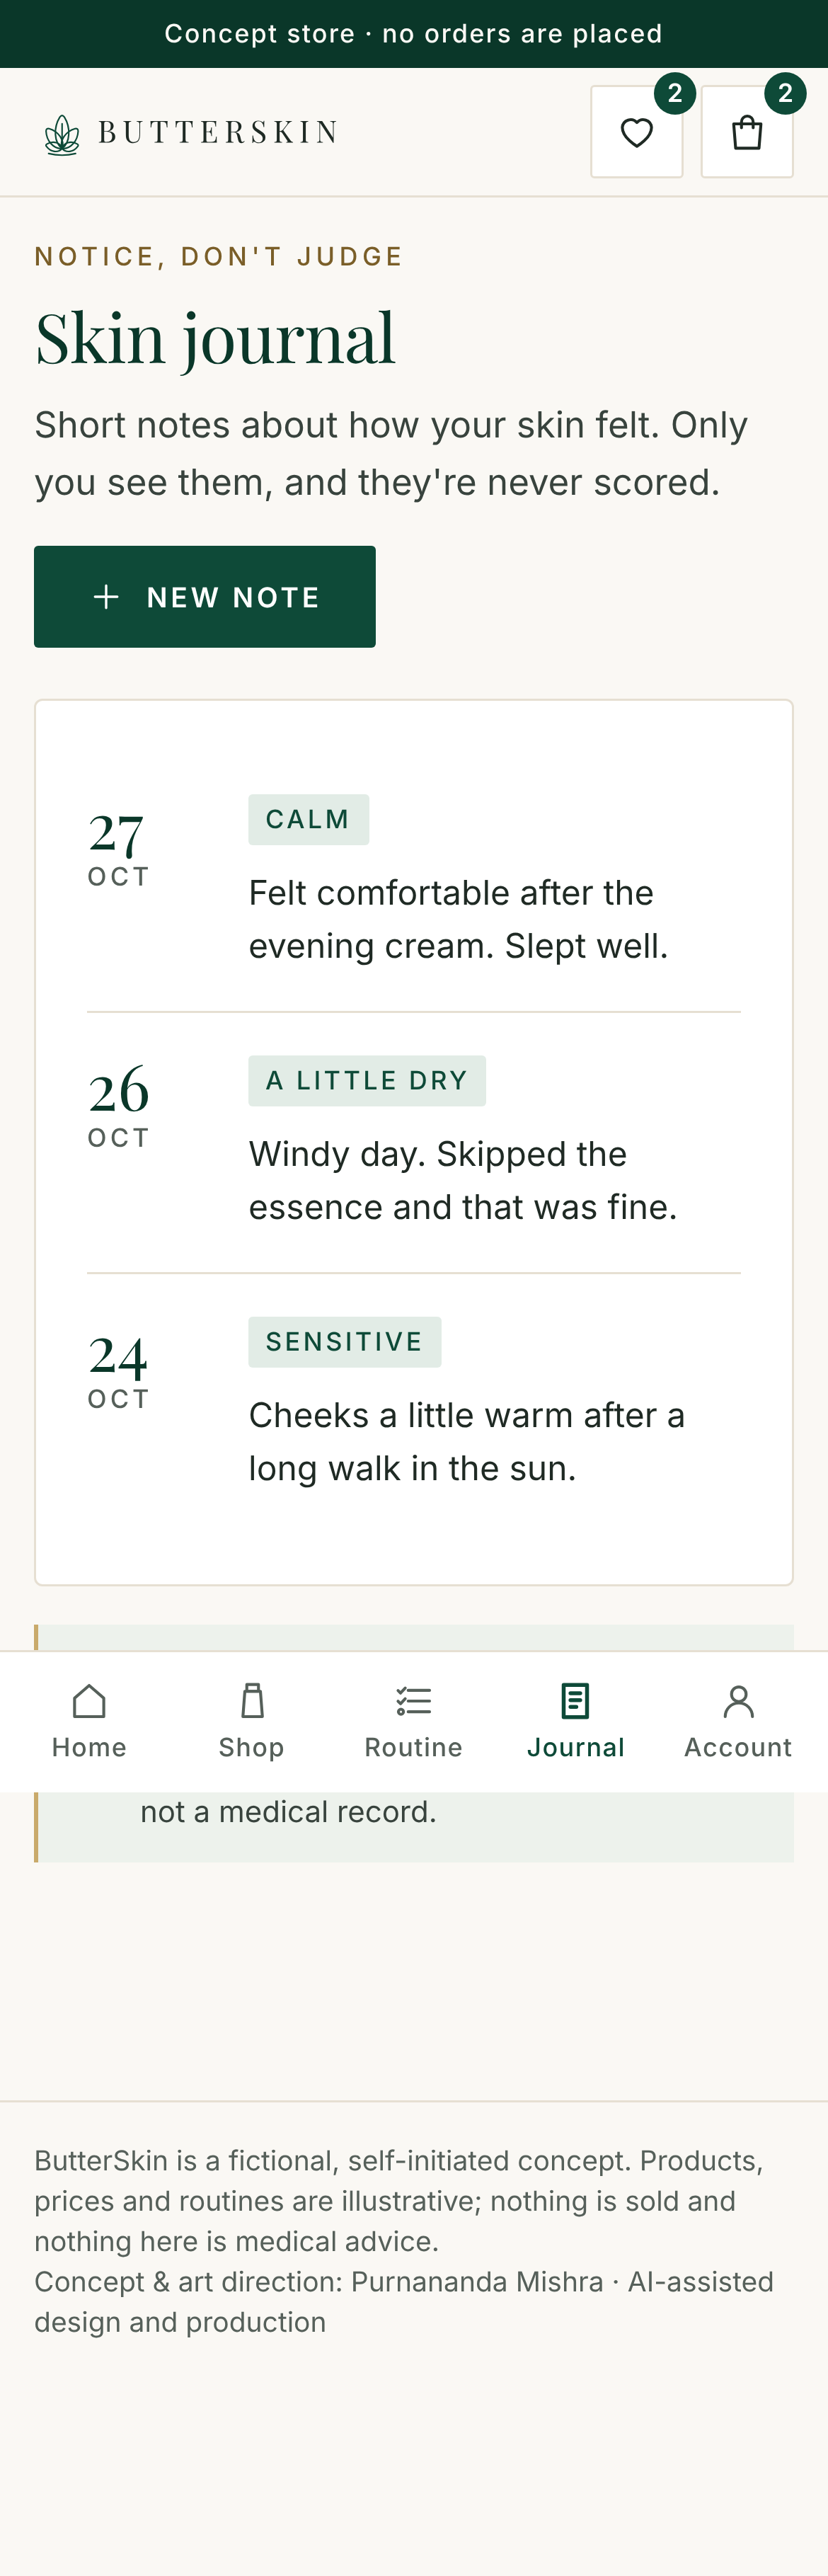 Concept store · no orders are placed
BUTTERSKIN
2
2
NOTICE, DON'T JUDGE
Skin journal
Short notes about how your skin felt. Only
you see them, and they're never scored.
NEW NOTE
27
OCT
CALM
Felt comfortable after the
evening cream. Slept well.
26
OCT
A LITTLE DRY
Windy day. Skipped the
essence and that was fine.
24
OCT
SENSITIVE
Cheeks a little warm after a
long walk in the sun.
Home
Shop
Routine
Journal
Account
not a medical record.
ButterSkin is a fictional, self-initiated concept. Products,
prices and routines are illustrative; nothing is sold and
nothing here is medical advice.
Concept & art direction: Purnananda Mishra · AI-assisted
design and production